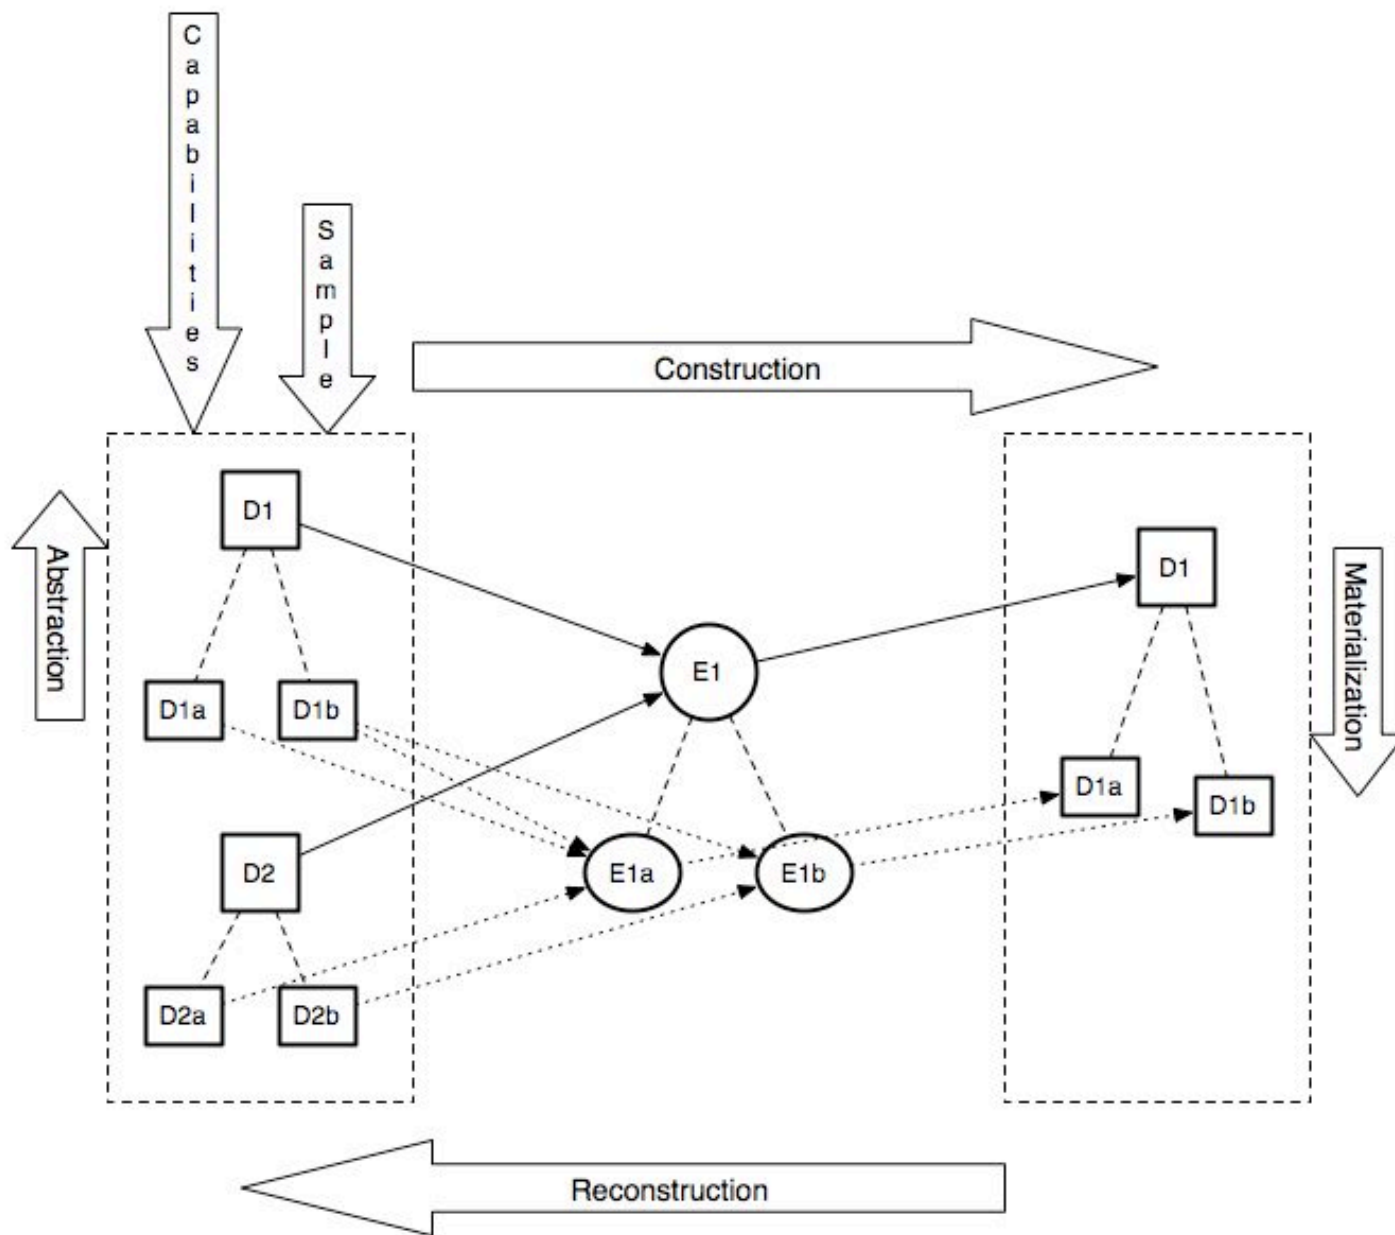 Capabilities
Sample
Construction
Abstraction
D1
D1a
D1b
D2
D2a
D2b
E1
E1a
E1b
D1
D1a
D1b
Materialization
Reconstruction